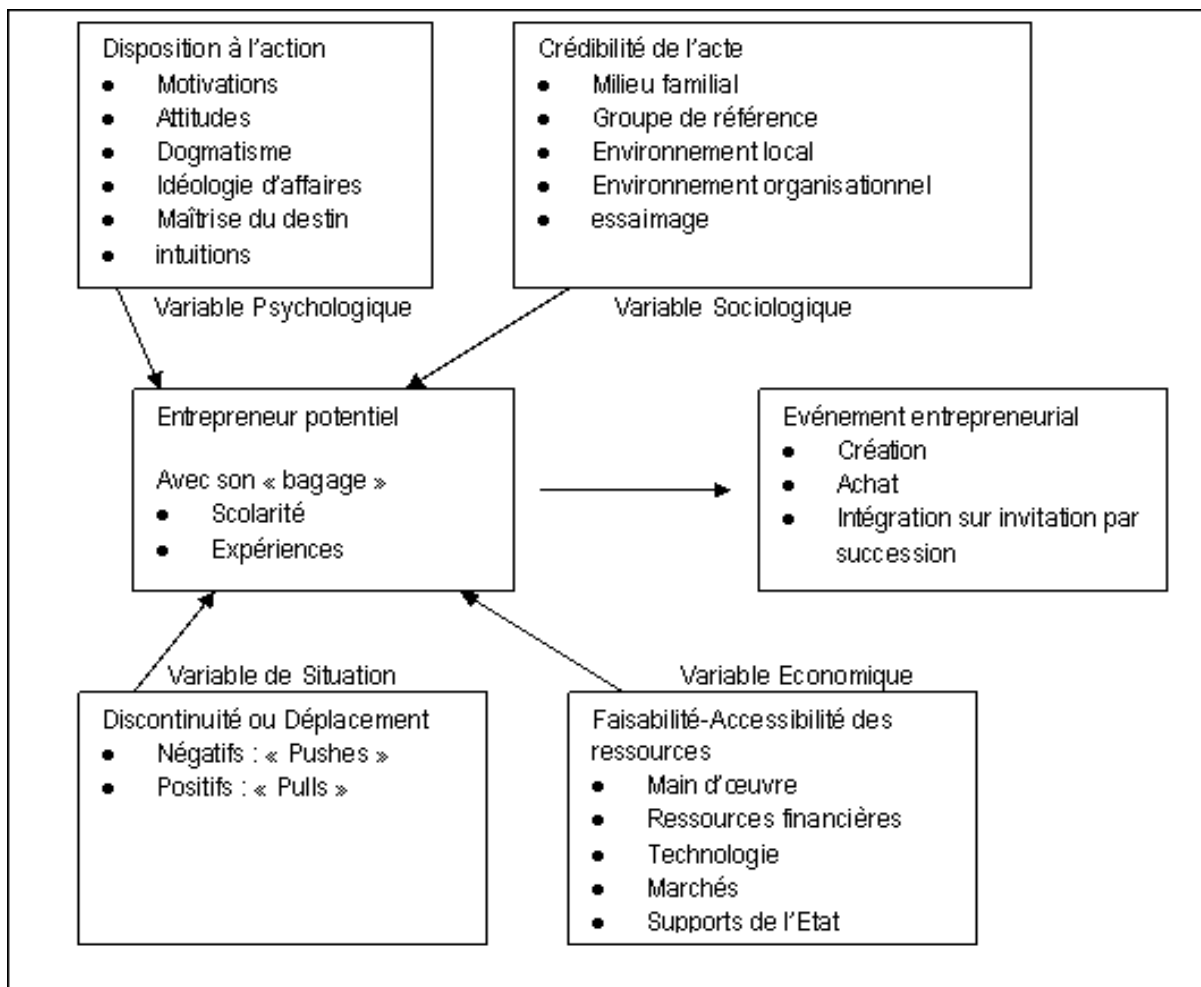 Disposition à l'action
● Motivations
● Attitudes
● Dogmatisme
● Idéologie d'affaires
● Maîtrise du destin
● intuitions
Crédibilité de l'acte
● Milieu familial
● Groupe de référence
● Environnement local
● Environnement organisationnel
● essaimage
Variable Psychologique
Variable Sociologique
Entrepreneur potentiel
Avec son « bagage »
● Scolarité
● Expériences
Evénement entrepreneurial
● Création
● Achat
● Intégration sur invitation par
succession
Variable de Situation
Variable Economique
Discontinuité ou Déplacement
● Négatifs : « Pushes »
● Positifs : « Pulls »
Faisabilité-Accessibilité des
ressources
● Main d'œuvre
● Ressources financières
● Technologie
● Marchés
● Supports de l'Etat